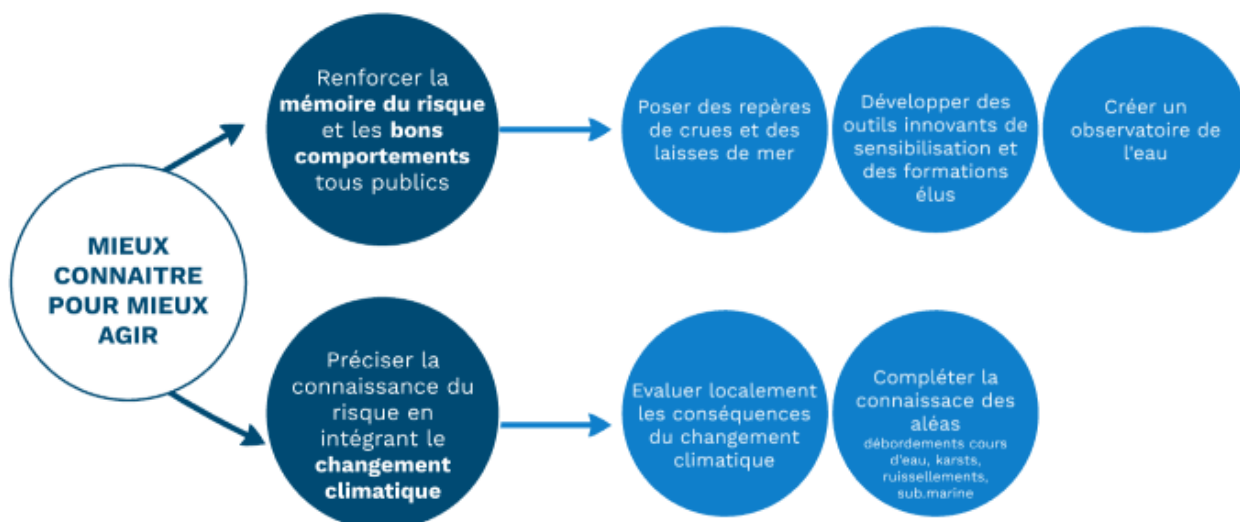 MIEUX
CONNAITRE
POUR MIEUX
AGIR
Renforcer la
mémoire du risque
et les bons
comportements
tous publics
Poser des repères
de crues et des
laisses de mer
Développer des
outils innovants de
sensibilisation et
des formations
élus
Créer un
observatoire de
l'eau
Préciser la
connaissance du
risque en
intégrant le
changement
climatique
Evaluer localement
les conséquences
du changement
climatique
Compléter la
connaissace des
aléas
débordements cours
d'eau, karsts,
ruissellements,
sub.marine